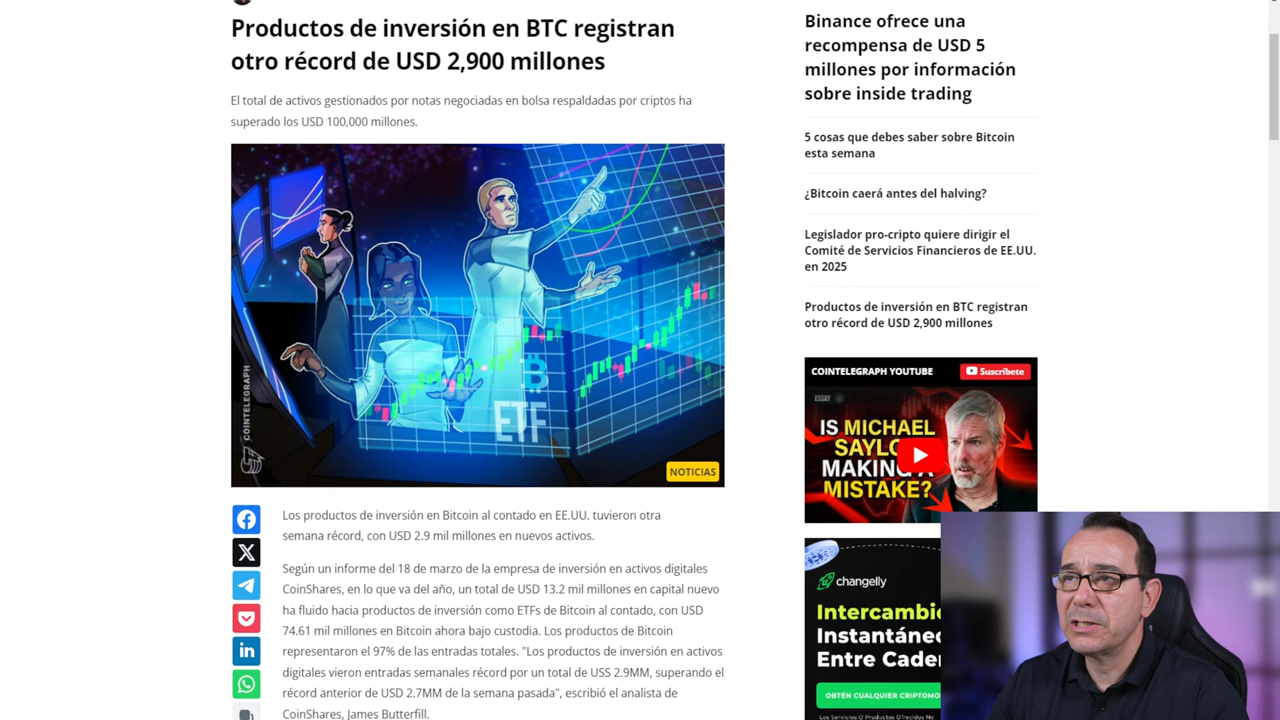 Productos de inversión en BTC registran
otro récord de USD 2,900 millones
El total de activos gestionados por notas negociadas en bolsa respaldadas por criptos ha
superado los USD 100,000 millones.
COINTELEGRAPH
ETF
NOTICIAS
Los productos de inversión en Bitcoin al contado en EE.UU. tuvieron otra
semana récord, con USD 2.9 mil millones en nuevos activos.
Según un informe del 18 de marzo de la empresa de inversión en activos digitales
CoinShares, en lo que va del año, un total de USD 13.2 mil millones en capital nuevo
ha fluido hacia productos de inversión como ETFs de Bitcoin al contado, con USD
74.61 mil millones en Bitcoin ahora bajo custodia. Los productos de Bitcoin
representaron el 97% de las entradas totales. "Los productos de inversión en activos
digitales vieron entradas semanales récord por un total de US$ 2.9MM, superando el
récord anterior de USD 2.7MM de la semana pasada", escribió el analista de
CoinShares, James Butterfill.
Binance ofrece una
recompensa de USD 5
millones por información
sobre inside trading
5 cosas que debes saber sobre Bitcoin
esta semana
¿Bitcoin caerá antes del halving?
Legislador pro-cripto quiere dirigir el
Comité de Servicios Financieros de EE.UU.
en 2025
Productos de inversión en BTC registran
otro récord de USD 2,900 millones
COINTELEGRAPH YOUTUBE
Suscríbete
ESSAY
IS MICHAEL
SAYLO
MAKING A
MISTAKE?
changelly
Intercambi
Instantáneo
Entre Cade
OBTÉN CUALQUIER CRIPTOMO
Los Servicios O Productos Ofrecidos No